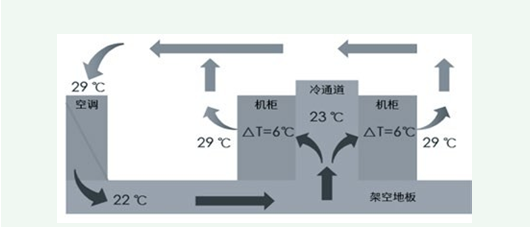 29 ℃
空调
22 ℃
29 ℃
机柜
△T=6℃
冷通道
23 ℃
机柜
△T=6℃
29 ℃
架空地板